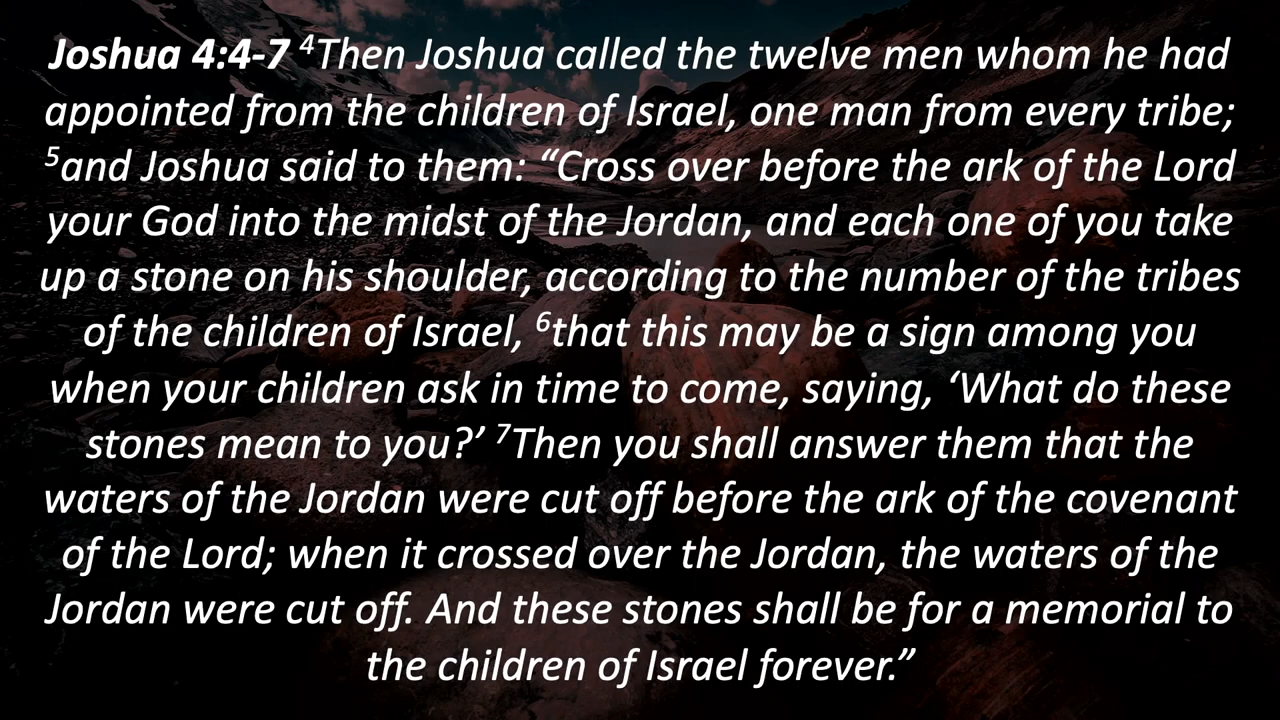 Joshua 4:4-7 ⁴Then Joshua called the twelve men whom he had
appointed from the children of Israel, one man from every tribe;
⁵and Joshua said to them: “Cross over before the ark of the Lord
your God into the midst of the Jordan, and each one of you take
up a stone on his shoulder, according to the number of the tribes
of the children of Israel, ⁶that this may be a sign among you
when your children ask in time to come, saying, ‘What do these
stones mean to you?’ ⁷Then you shall answer them that the
waters of the Jordan were cut off before the ark of the covenant
of the Lord; when it crossed over the Jordan, the waters of the
Jordan were cut off. And these stones shall be for a memorial to
the children of Israel forever.”